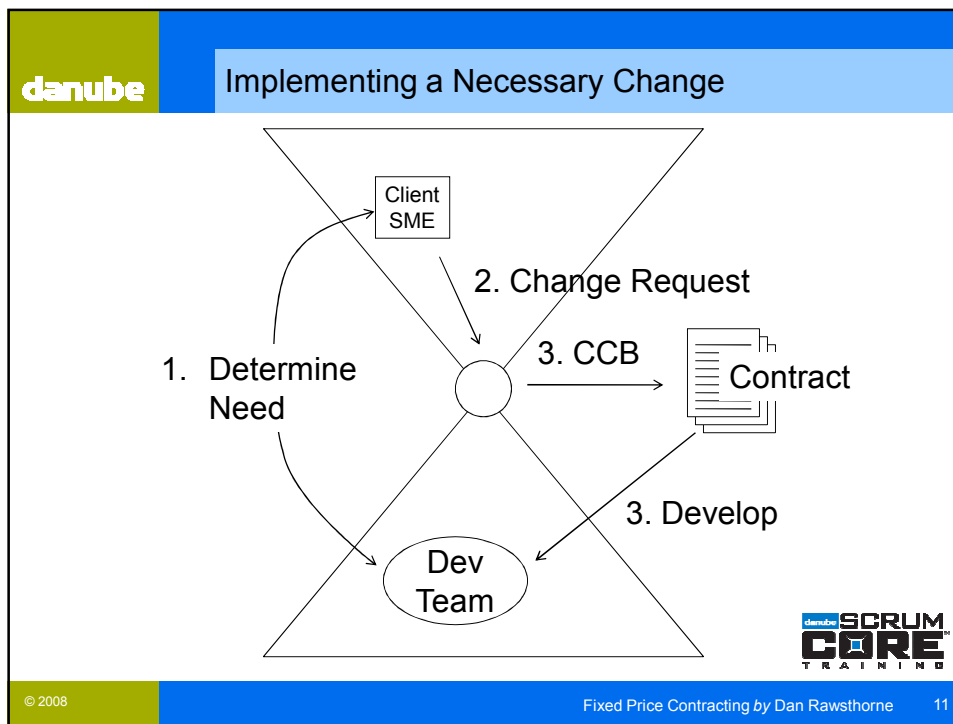 danube
Implementing a Necessary Change
Client
SME
2. Change Request
3. CCB
Contract
1. Determine
Need
3. Develop
Dev
Team
danube SCRUM
CORE™
TRAINING
© 2008
Fixed Price Contracting by Dan Rawsthorne 11